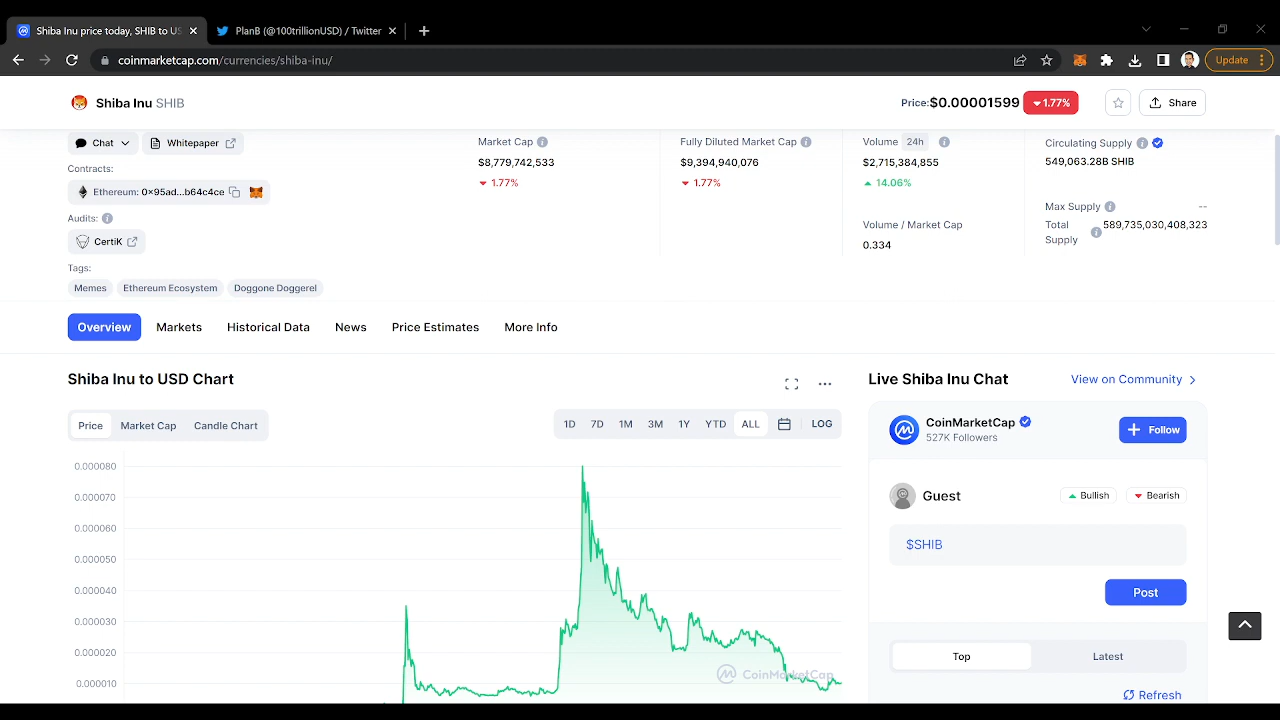 Shiba Inu price today, SHIB to US
PlanB (@100trillionUSD) / Twitter
coinmarketcap.com/currencies/shiba-inu/
Update
Shiba Inu SHIB
Price:$0.00001599 1.77%
Share
Chat
Whitepaper
Contracts:
Ethereum: 0x95ad...b64c4ce
Audits:
CertiK
Tags:
Memes
Ethereum Ecosystem
Doggone Doggerel
Market Cap
$8,779,742,533
1.77%
Fully Diluted Market Cap
$9,394,940,076
1.77%
Volume 24h
$2,715,384,855
14.06%
Volume / Market Cap
0.334
Circulating Supply
549,063.28B SHIB
Max Supply --
Total Supply 589,735,030,408,323
Overview
Markets
Historical Data
News
Price Estimates
More Info
Shiba Inu to USD Chart
Price
Market Cap
Candle Chart
1D 7D 1M 3M 1Y YTD ALL LOG
0.000080
0.000070
0.000060
0.000050
0.000040
0.000030
0.000020
0.000010
CoinMarketCap
Live Shiba Inu Chat
View on Community
CoinMarketCap
527K Followers
Follow
Guest
Bullish
Bearish
$SHIB
Post
Top
Latest
Refresh